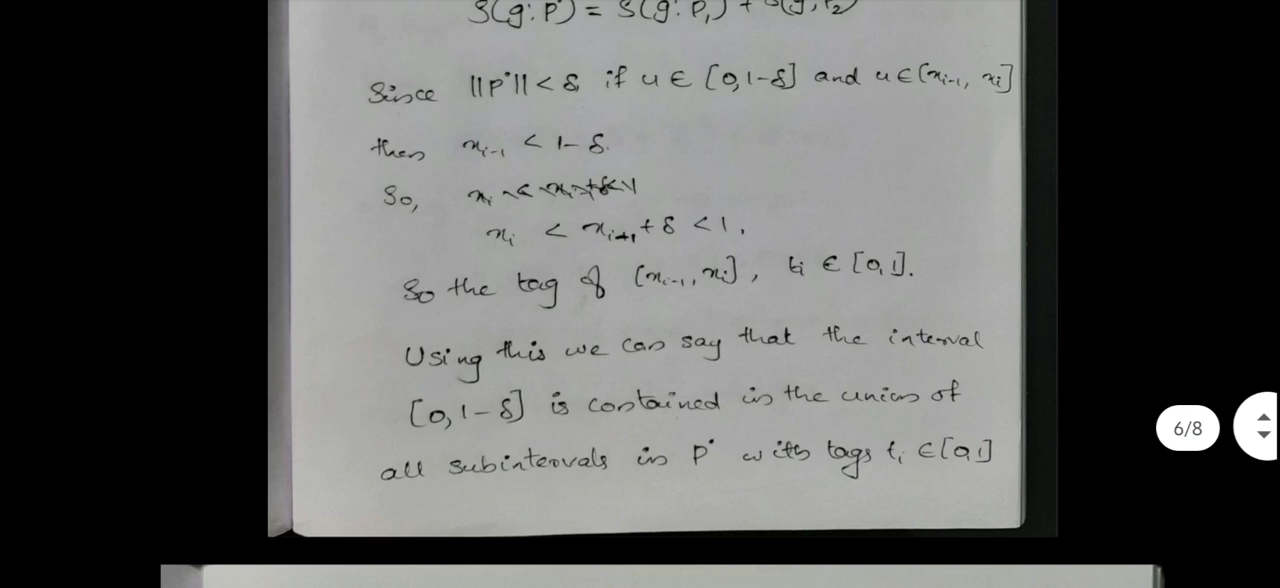 S(g:Ṗ) = S(g:Ṗ₁) + S(g,Ṗ₂)
Since ||Ṗ|| < δ if u ∈ [0,1-δ] and u ∈ [xᵢ₋₁, xᵢ]
then xᵢ₋₁ < 1-δ.
So,
xᵢ < xᵢ₊₁ + δ < 1.
So the tag of [xᵢ₋₁, xᵢ], tᵢ ∈ [0,1].
Using this we can say that the interval
[0,1-δ] is contained in the union of
all subintervals in Ṗ with tags tᵢ ∈ [0,1]
6/8